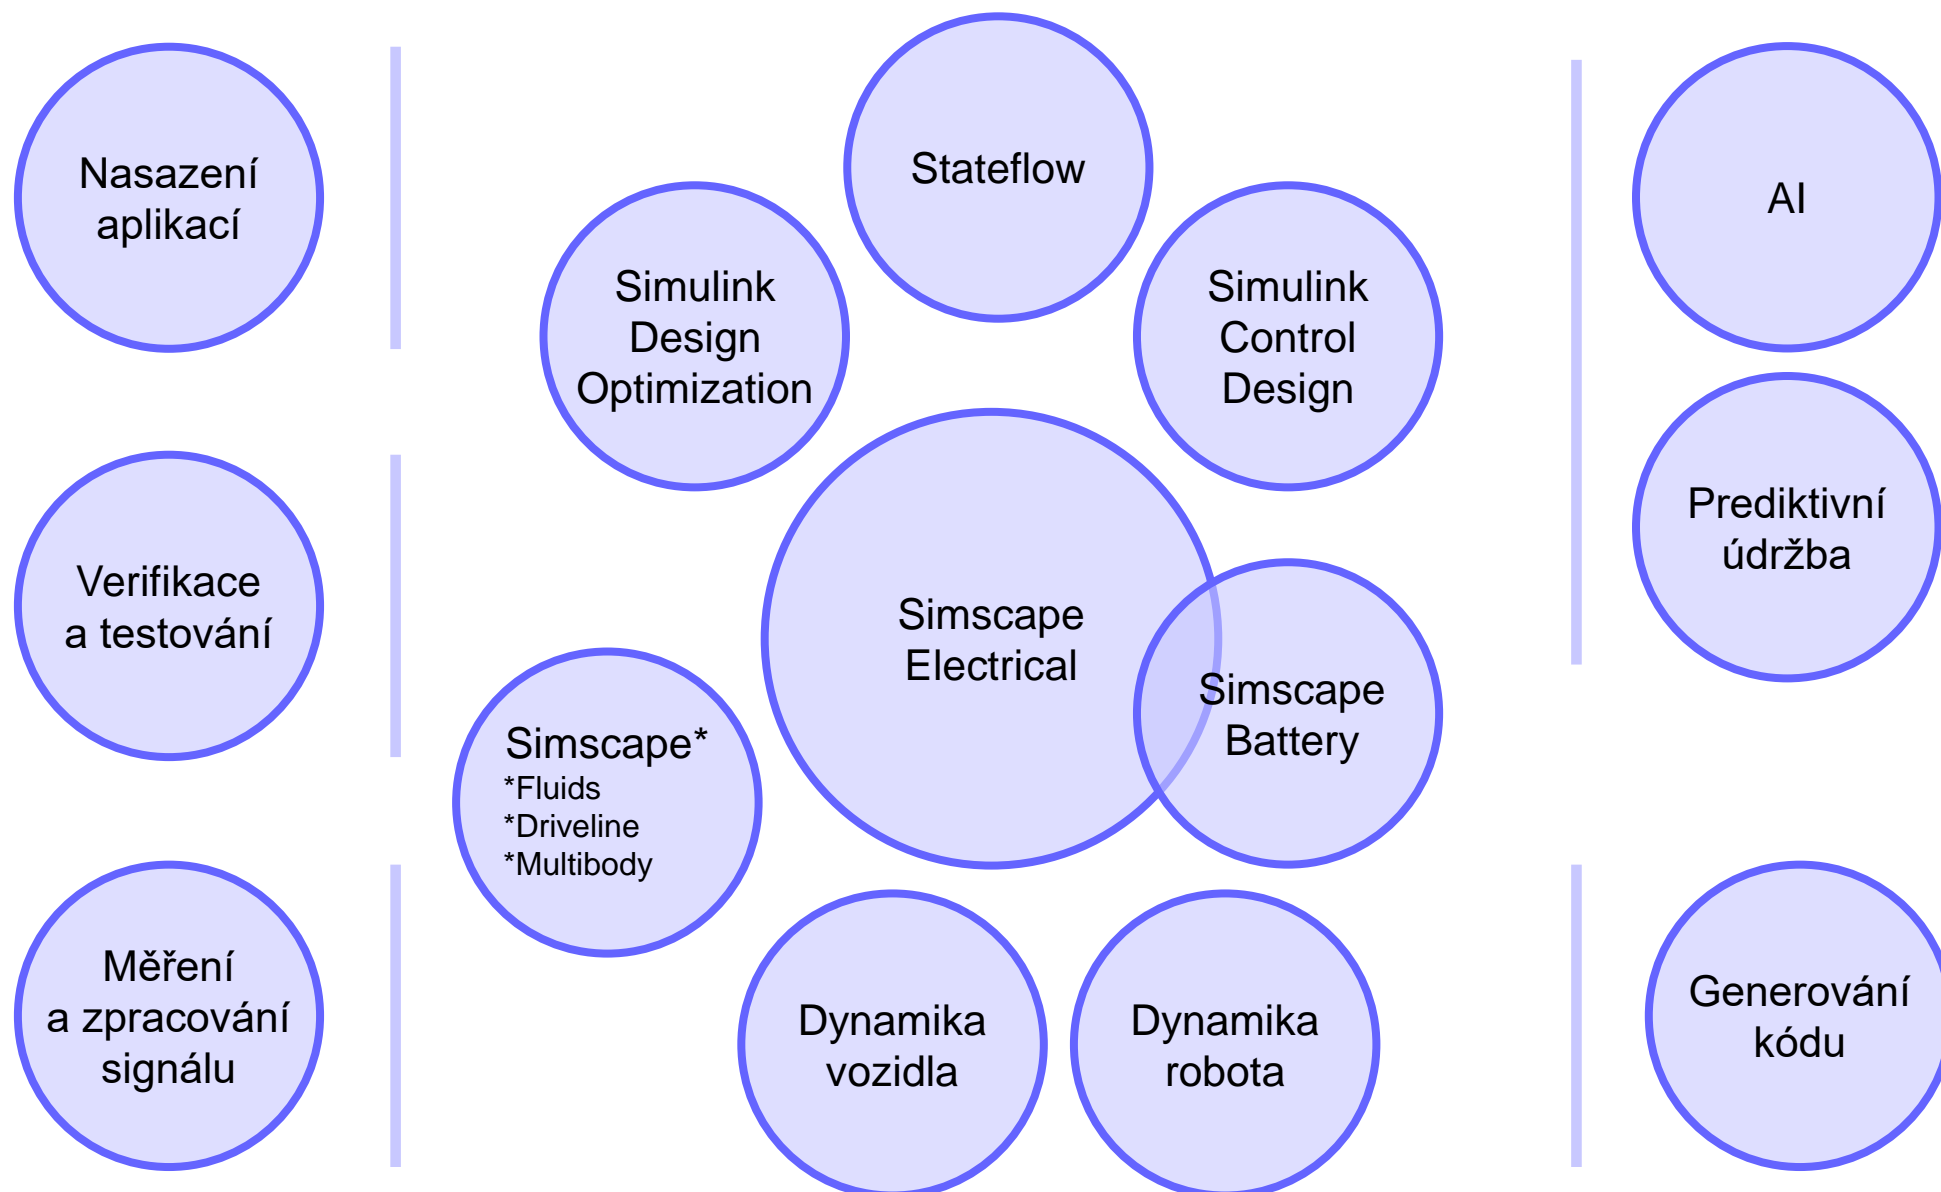 Nasazení
aplikací
Verifikace
a testování
Měření
a zpracování
signálu
Stateflow
Simulink
Design
Optimization
Simulink
Control
Design
Simscape
Electrical
Simscape
Battery
Simscape*
*Fluids
*Driveline
*Multibody
Dynamika
vozidla
Dynamika
robota
AI
Prediktivní
údržba
Generování
kódu